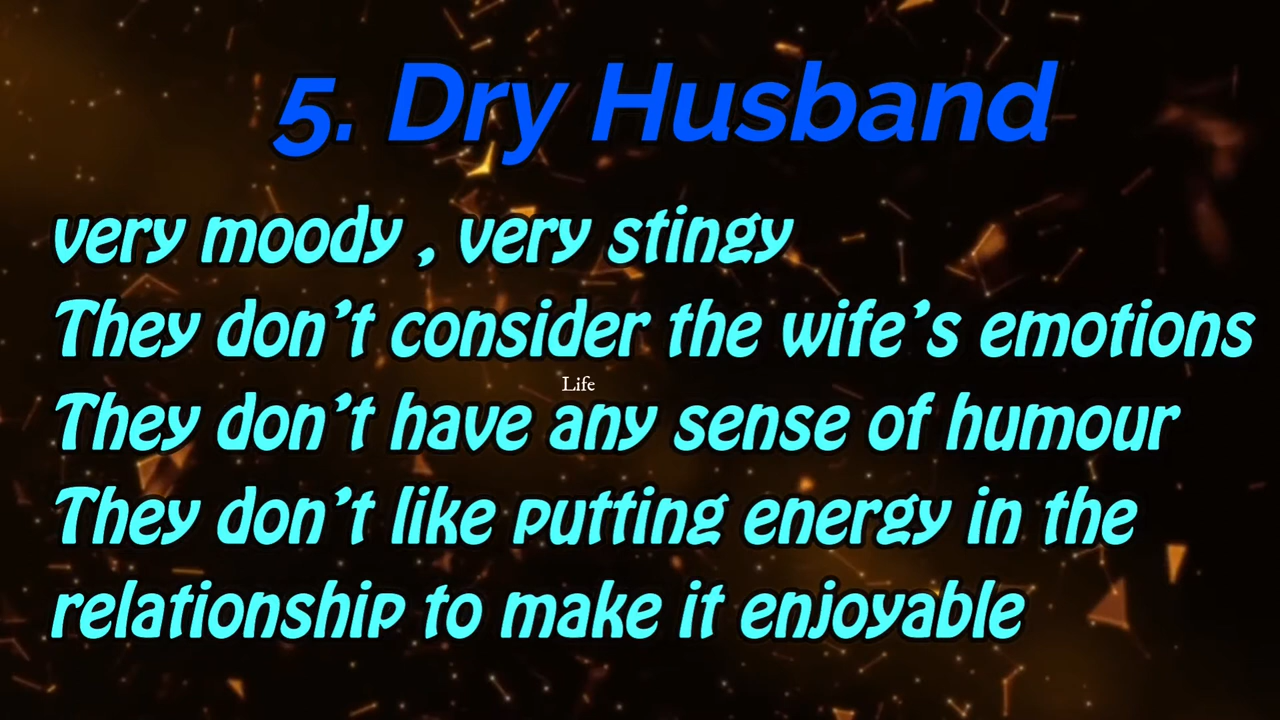 5. Dry Husband
very moody , very stingy
They don't consider the wife's emotions
Life
They don't have any sense of humour
They don't like putting energy in the
relationship to make it enjoyable